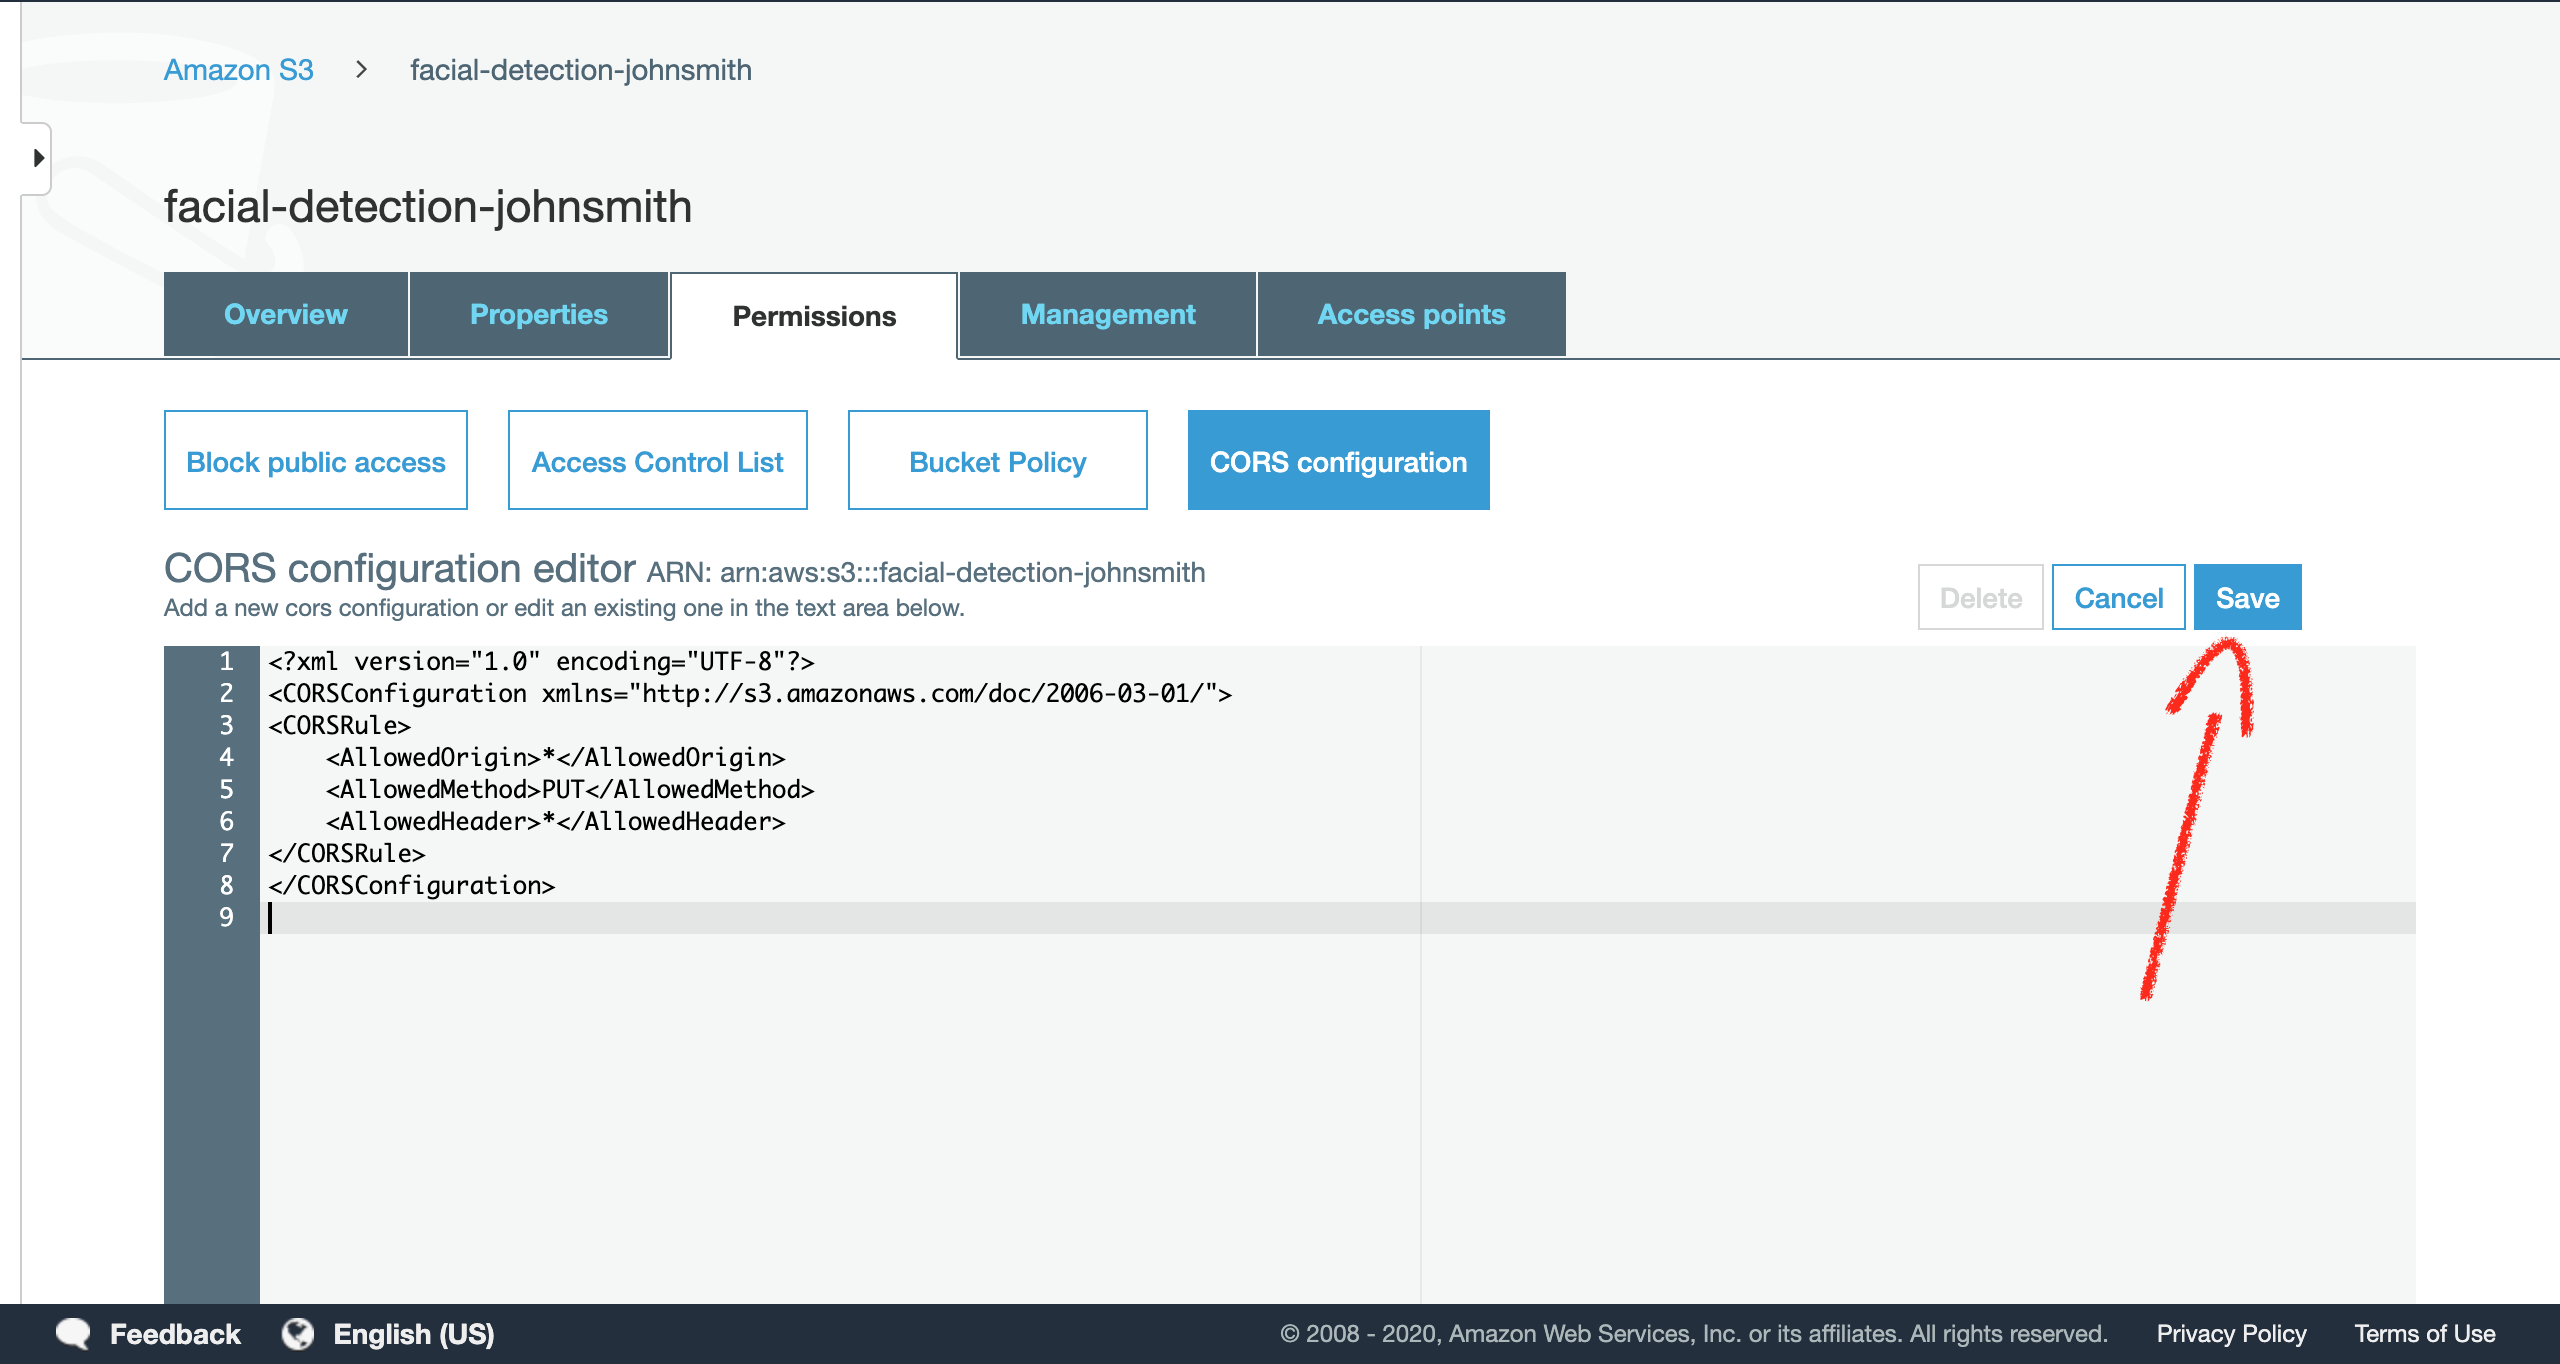 Amazon S3 > facial-detection-johnsmith
facial-detection-johnsmith
Overview Properties Permissions Management Access points
Block public access Access Control List Bucket Policy CORS configuration
CORS configuration editor ARN: arn:aws:s3:::facial-detection-johnsmith
Add a new cors configuration or edit an existing one in the text area below.
Delete Cancel Save
1 <?xml version="1.0" encoding="UTF-8"?>
2 <CORSConfiguration xmlns="http://s3.amazonaws.com/doc/2006-03-01/">
3 <CORSRule>
4     <AllowedOrigin>*</AllowedOrigin>
5     <AllowedMethod>PUT</AllowedMethod>
6     <AllowedHeader>*</AllowedHeader>
7 </CORSRule>
8 </CORSConfiguration>
9
Feedback English (US) © 2008 - 2020, Amazon Web Services, Inc. or its affiliates. All rights reserved. Privacy Policy Terms of Use